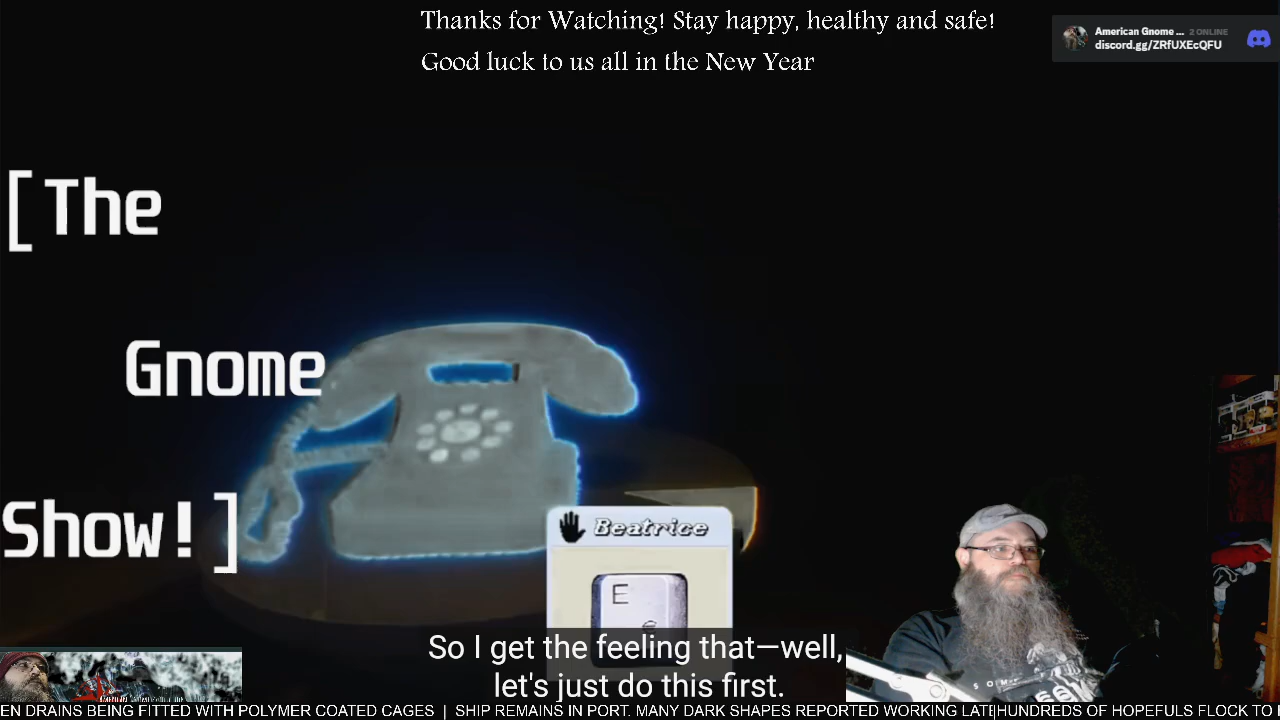 Thanks for Watching! Stay happy, healthy and safe!
Good luck to us all in the New Year
American Gnome ... 2 ONLINE
discord.gg/ZRfUXEcQFU
[The
Gnome
Show!]
Beatrice
E
€
So I get the feeling that—well,
let's just do this first.
EN DRAINS BEING FITTED WITH POLYMER COATED CAGES | SHIP REMAINS IN PORT. MANY DARK SHAPES REPORTED WORKING LATE|HUNDREDS OF HOPEFULS FLOCK TO